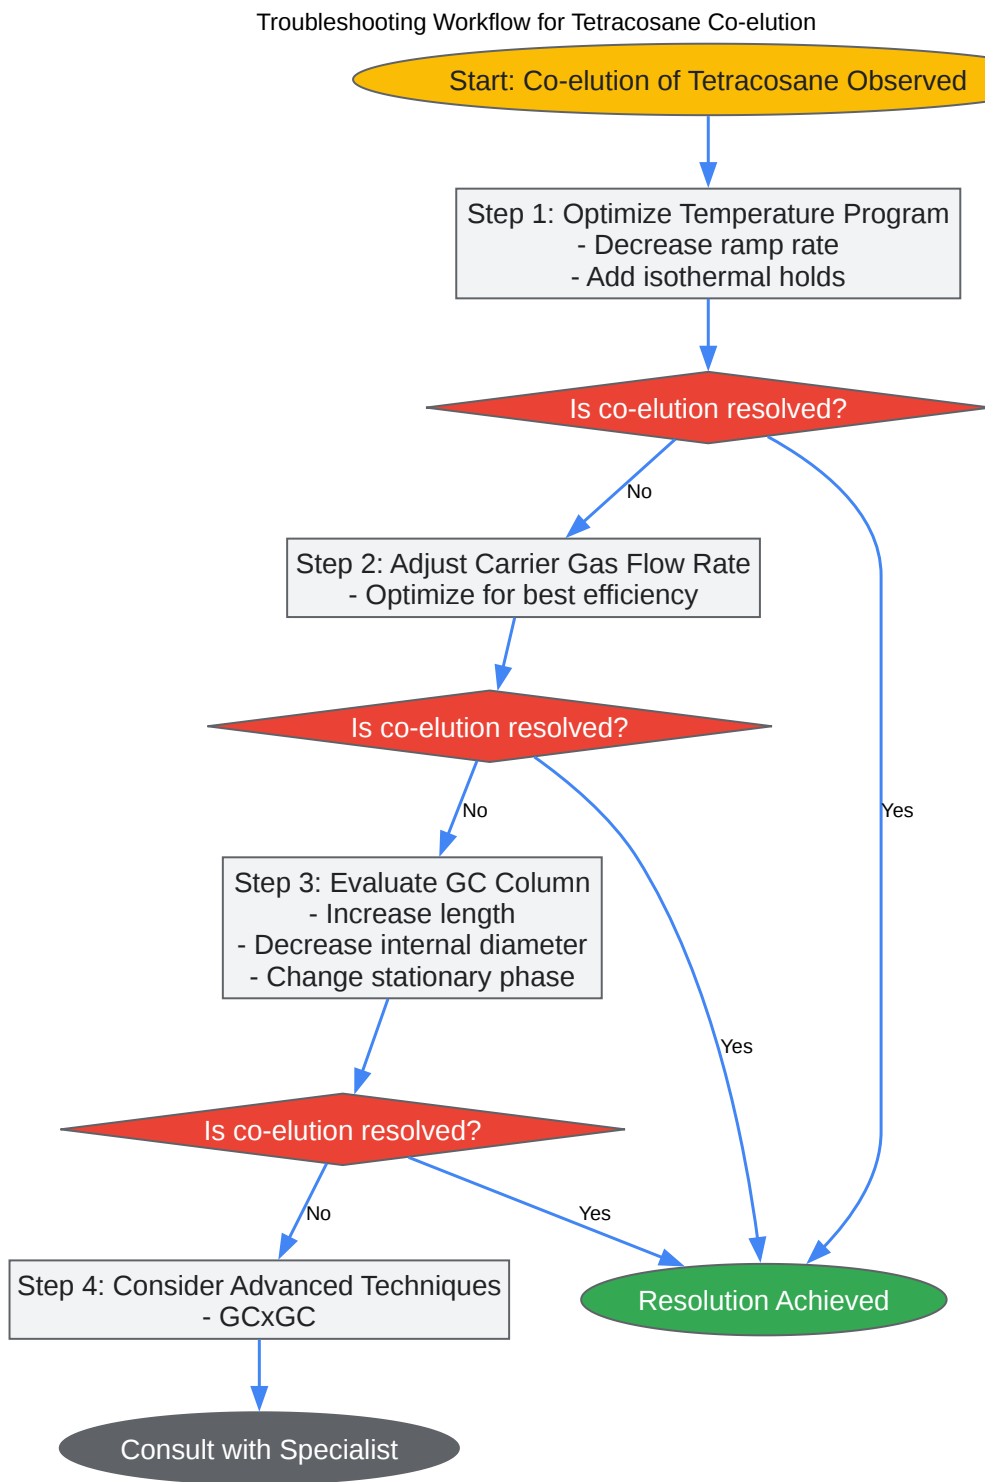 Troubleshooting Workflow for Tetracosane Co-elution
Start: Co-elution of Tetracosane Observed
Step 1: Optimize Temperature Program
- Decrease ramp rate
- Add isothermal holds
Is co-elution resolved?
No
Step 2: Adjust Carrier Gas Flow Rate
- Optimize for best efficiency
Is co-elution resolved?
No
Yes
Step 3: Evaluate GC Column
- Increase length
- Decrease internal diameter
- Change stationary phase
Yes
Is co-elution resolved?
No
Yes
Step 4: Consider Advanced Techniques
- GCxGC
Resolution Achieved
Consult with Specialist